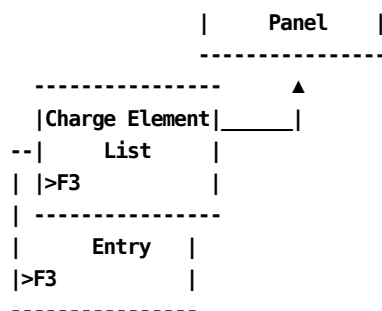 | Panel |
-----------------
---------------- ▲
|Charge Element|______|
--| List |
| |>F3 |
| ----------------
| Entry |
|>F3 |
----------------